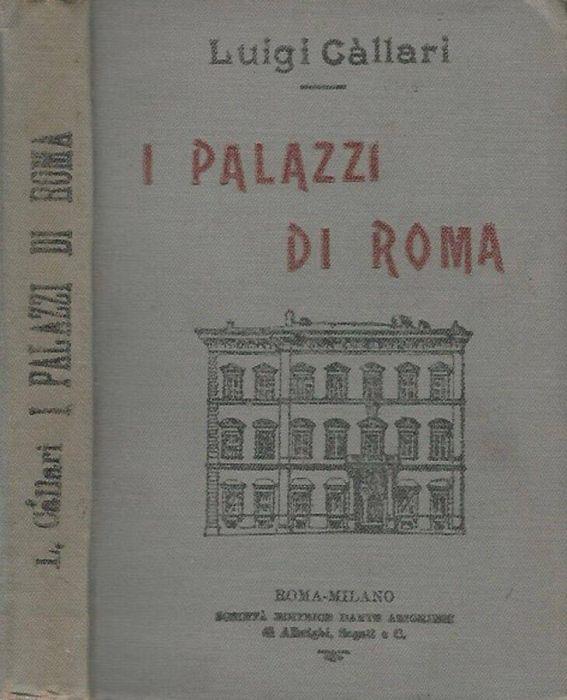 L. Càllari I PALAZZI DI ROMA
Luigi Càllari
I PALAZZI
DI ROMA
ROMA-MILANO
SOCIETÀ EDITRICE DANTE ALIGHIERI
di Albrighi, Segati e C.